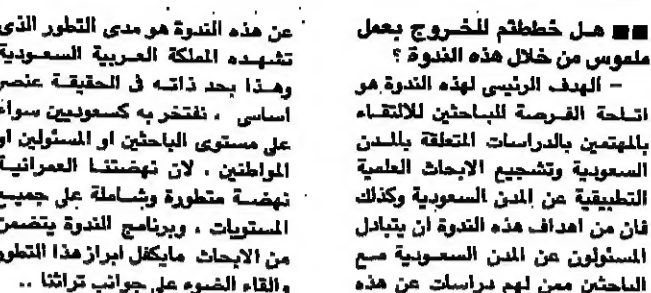 ■■ هل خططتم للخروج بعمل
ملموس من خلال هذه الندوة ؟
– الهدف الرئيسى لهذه الندوة هو
اتاحة الفرصة للباحثين للالتقاء
بالمهتمين بالدراسات المتعلقة بالمدن
السعودية وتشجيع الابحاث العلمية
التطبيقية عن المدن السعودية وكذلك
فان من اهداف هذه الندوة ان يتبادل
المسئولون عن المدن السعودية مع
الباحثين ممن لهم دراسات عن هذه
عن هذه الندوة هو مدى التطور الذى
تشهده المملكة العربية السعودية
وهذا بحد ذاته فى الحقيقة عنصر
اساسى ، نفتخر به كسعوديين سواء
على مستوى الباحثين او المسئولين او
المواطنين ، لان نهضتنا العمرانية
نهضة متطورة وشاملة على جميع
المستويات ، وبرنامج الندوة يتضمن
من الابحاث مايكفل ابراز هذا التطور
والقاء الضوء على جوانب تراثنا ..